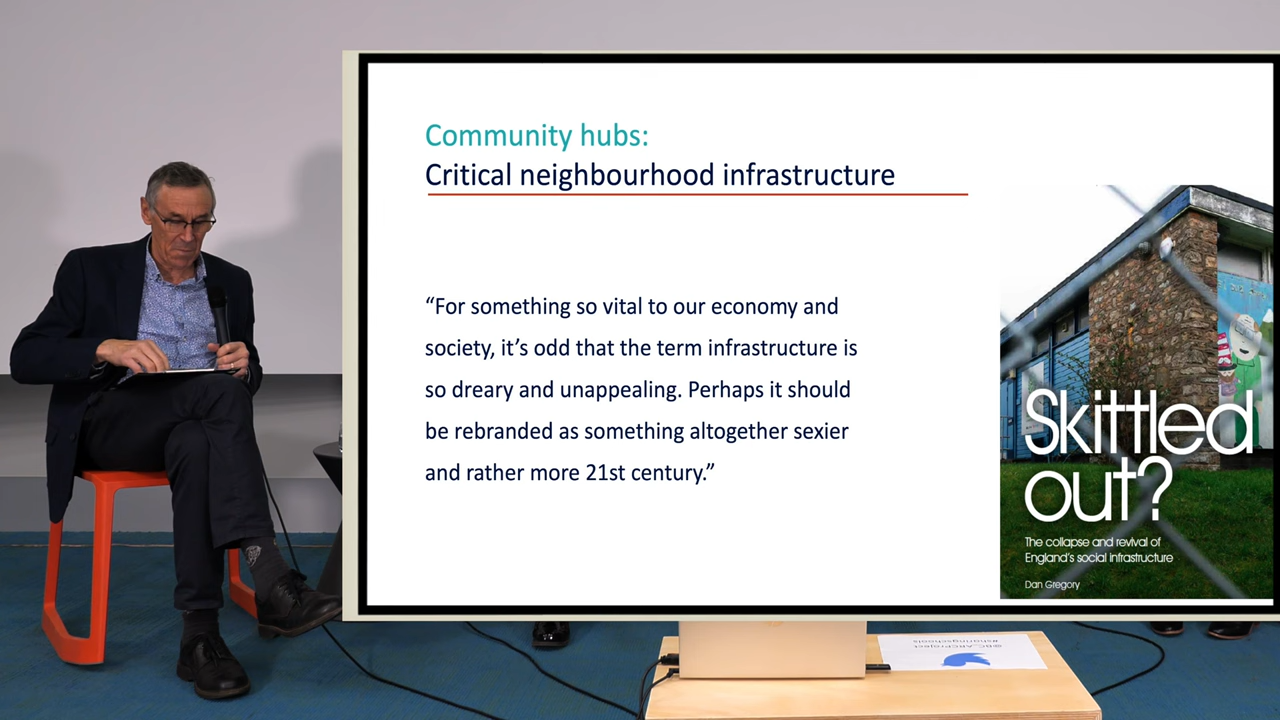 Community hubs:
Critical neighbourhood infrastructure
“For something so vital to our economy and
society, it’s odd that the term infrastructure is
so dreary and unappealing. Perhaps it should
be rebranded as something altogether sexier
and rather more 21st century.”
Skittled
out?
The collapse and revival of
England’s social infrastructure
Dan Gregory
@BG_ARCProject
#sharingschools